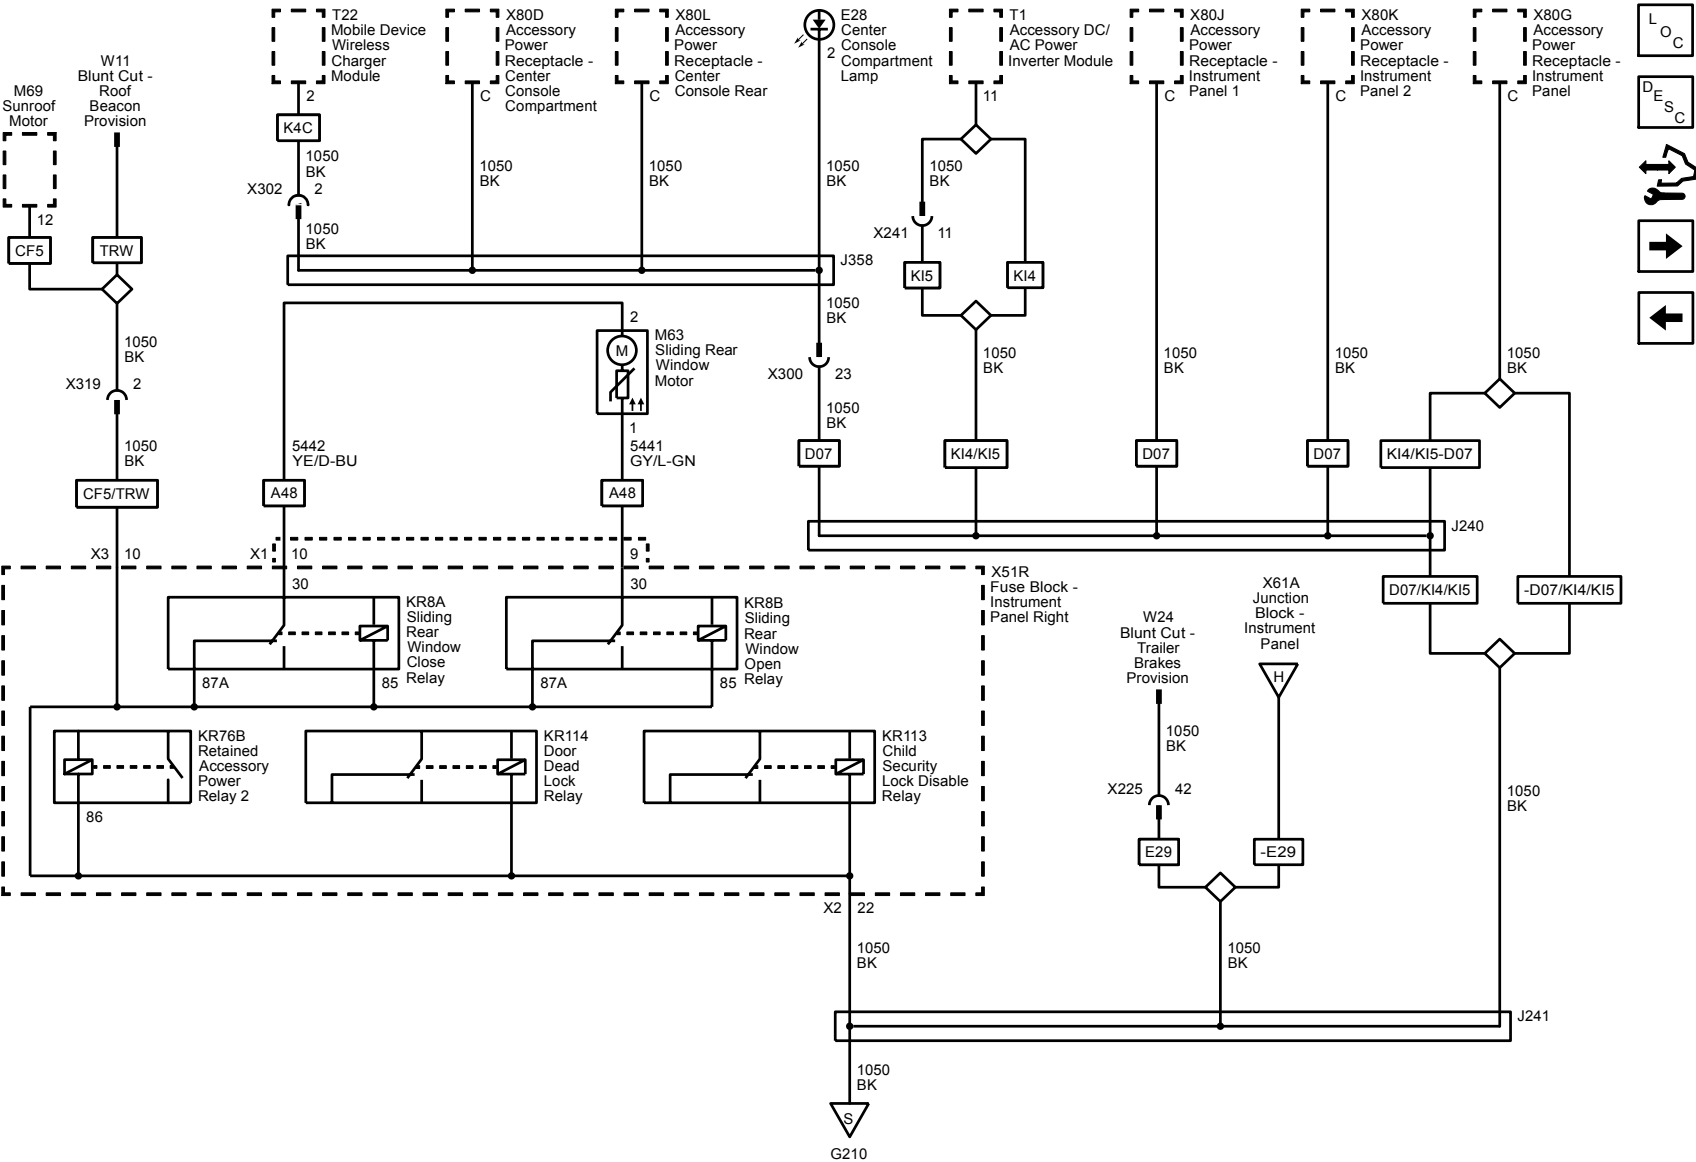 T22
Mobile Device
Wireless
Charger
Module
X80D
Accessory
Power
Receptacle -
Center
Console
Compartment
X80L
Accessory
Power
Receptacle -
Center
Console Rear
E28
Center
Console
Compartment
Lamp
T1
Accessory DC/
AC Power
Inverter Module
X80J
Accessory
Power
Receptacle -
Instrument
Panel 1
X80K
Accessory
Power
Receptacle -
Instrument
Panel 2
X80G
Accessory
Power
Receptacle -
Instrument
Panel
L
O
C
D
E
S
C
W11
Blunt Cut -
Roof
Beacon
Provision
M69
Sunroof
Motor
2
2
C
C
11
C
C
C
K4C
1050
BK
1050
BK
1050
BK
1050
BK
1050
BK
X302
2
12
1050
BK
X241
11
CF5
TRW
J358
KI5
KI4
1050
BK
2
M63
Sliding Rear
Window
Motor
M
1050
BK
X300
23
1050
BK
1050
BK
1050
BK
1050
BK
X319
2
1050
BK
1
1050
BK
5442
YE/D-BU
5441
GY/L-GN
D07
KI4/KI5
D07
D07
KI4/KI5-D07
CF5/TRW
A48
A48
J240
X3
10
X1
10
9
30
30
X51R
Fuse Block -
Instrument
Panel Right
X61A
Junction
Block -
Instrument
Panel
D07/KI4/KI5
-D07/KI4/KI5
KR8A
Sliding
Rear
Window
Close
Relay
KR8B
Sliding
Rear
Window
Open
Relay
W24
Blunt Cut -
Trailer
Brakes
Provision
H
87A
85
87A
85
KR76B
Retained
Accessory
Power
Relay 2
KR114
Door
Dead
Lock
Relay
KR113
Child
Security
Lock Disable
Relay
1050
BK
X225
42
1050
BK
86
E29
-E29
X2
22
1050
BK
1050
BK
J241
1050
BK
S
G210